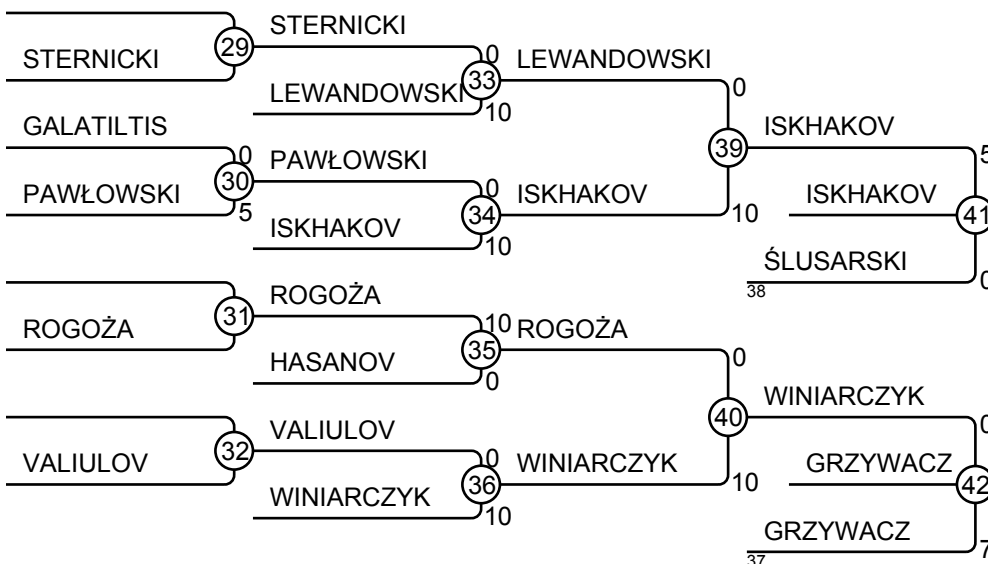 STERNICKI
29
STERNICKI
0
33
LEWANDOWSKI
10
LEWANDOWSKI
0
GALATILTIS
0
30
PAWŁOWSKI
5
PAWŁOWSKI
0
34
ISKHAKOV
10
ISKHAKOV
39
10
ISKHAKOV
5
ISKHAKOV
41
ŚLUSARSKI
38
0
31
ROGOŻA
ROGOŻA
10
35
HASANOV
0
ROGOŻA
0
40
32
VALIULOV
VALIULOV
0
36
WINIARCZYK
10
WINIARCZYK
10
WINIARCZYK
0
GRZYWACZ
42
GRZYWACZ
37
7